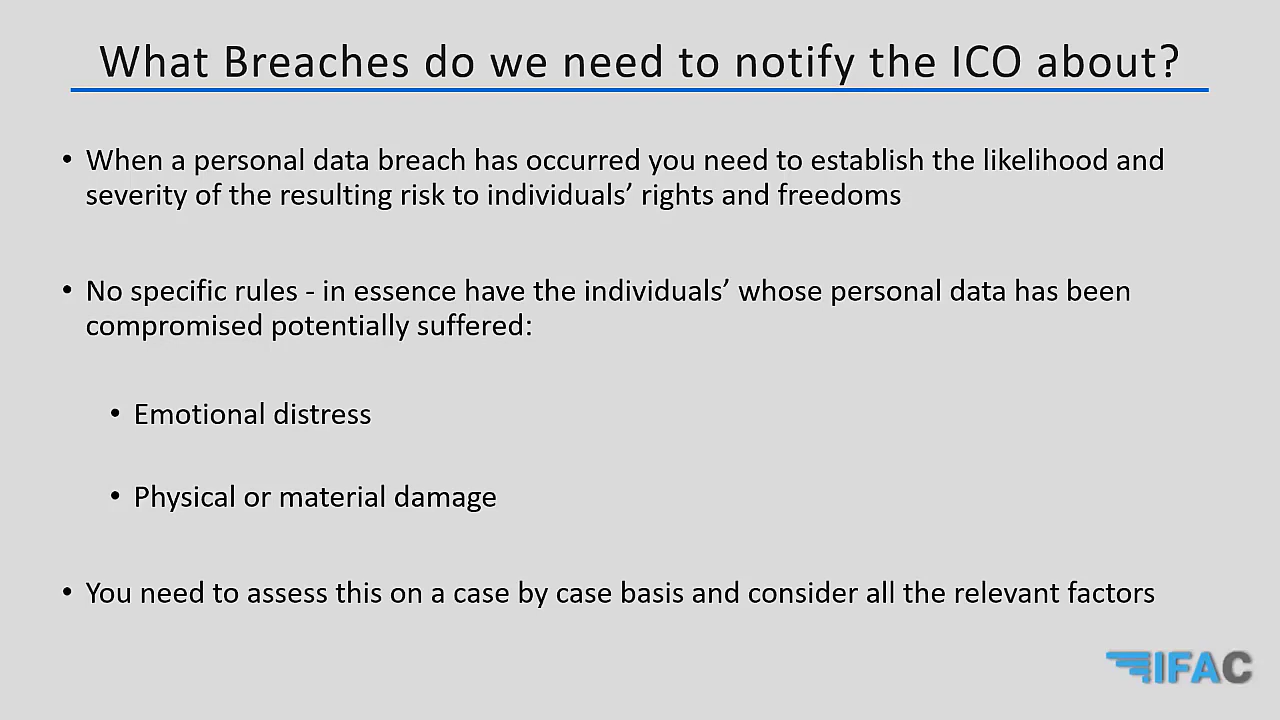 What Breaches do we need to notify the ICO about?
• When a personal data breach has occurred you need to establish the likelihood and
severity of the resulting risk to individuals’ rights and freedoms
• No specific rules - in essence have the individuals’ whose personal data has been
compromised potentially suffered:
• Emotional distress
• Physical or material damage
• You need to assess this on a case by case basis and consider all the relevant factors
IFAC